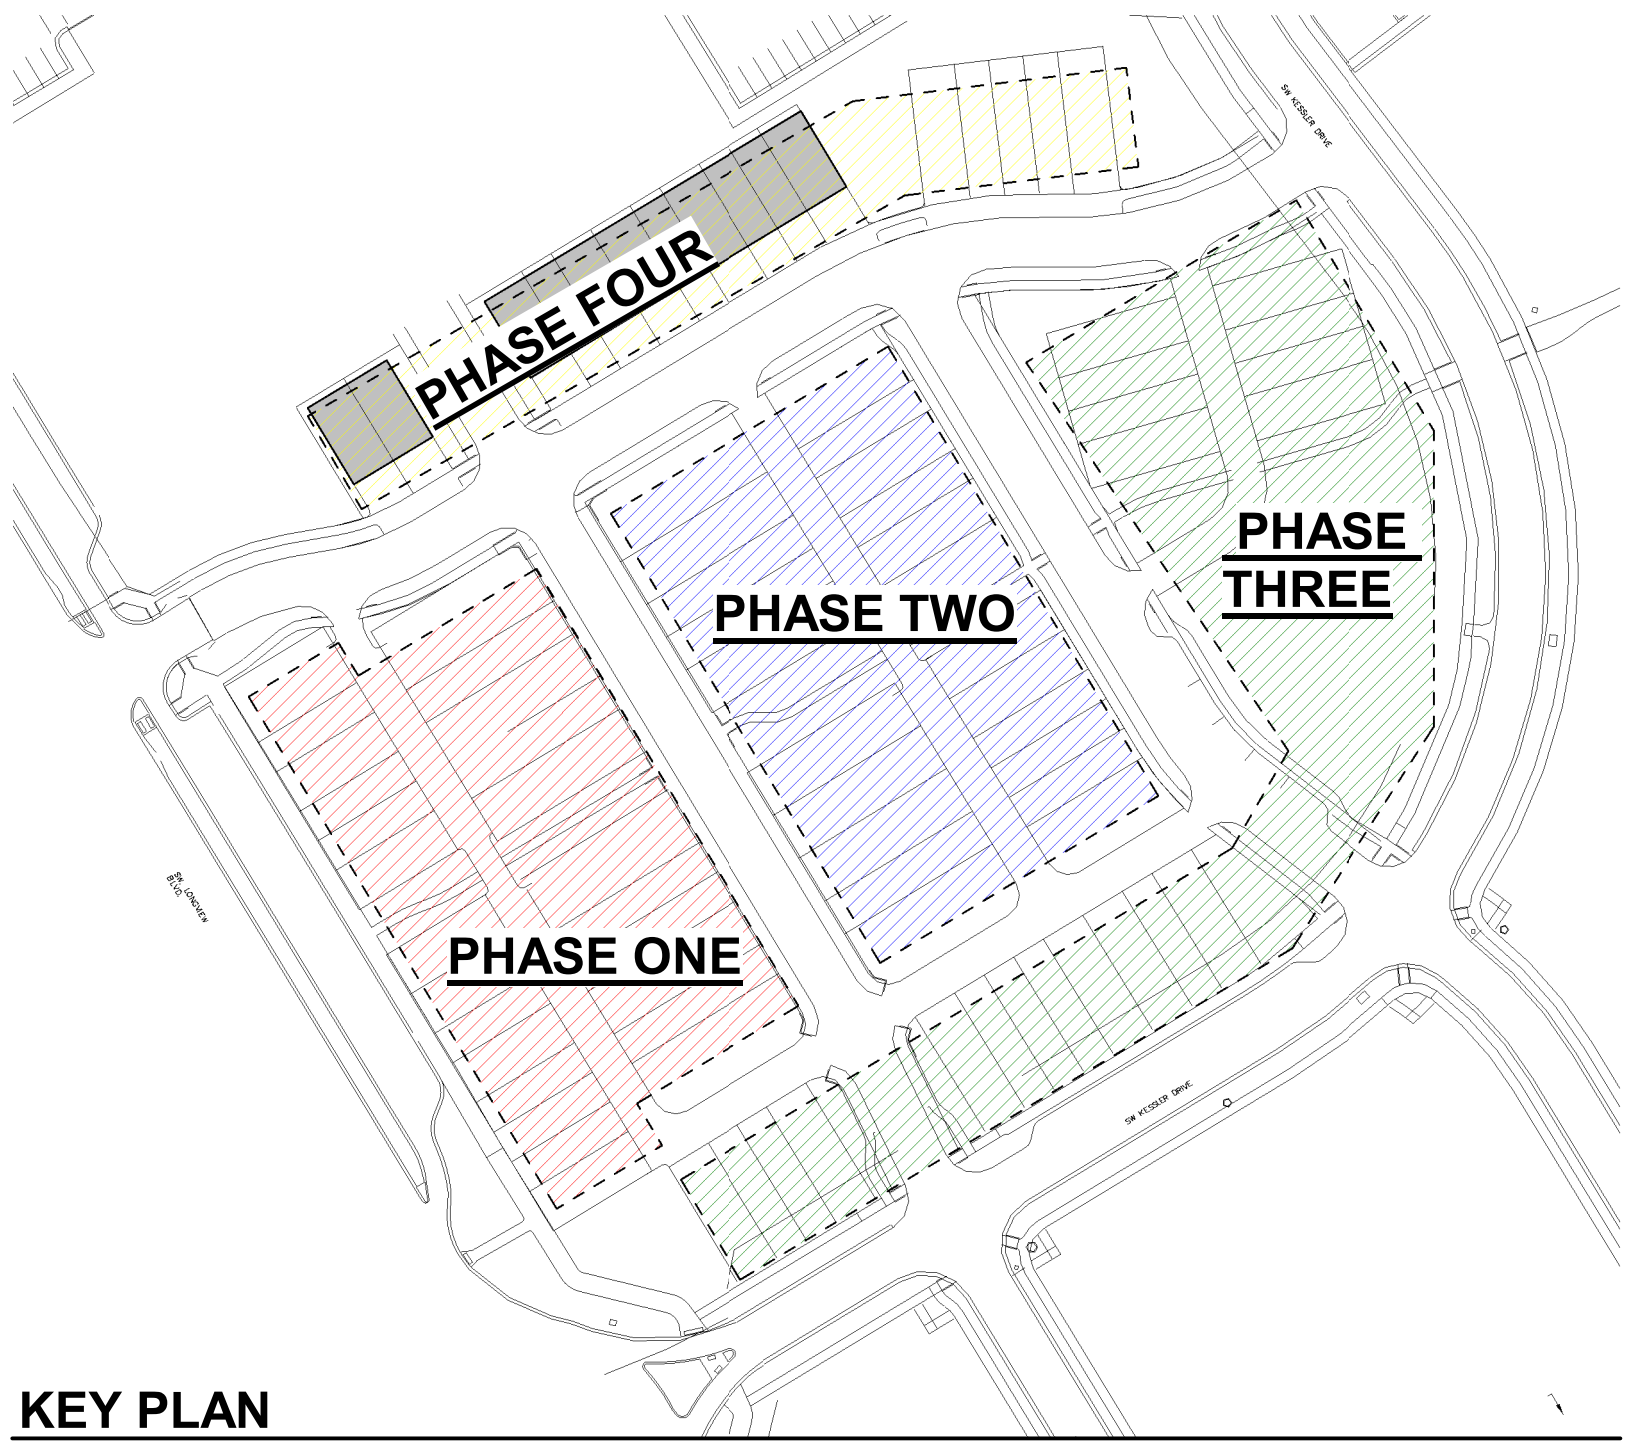 SW KESSLER DRIVE
PHASE FOUR
PHASE
THREE
PHASE TWO
SW LONGVIEW
BLVD.
PHASE ONE
SW KESSLER DRIVE
KEY PLAN